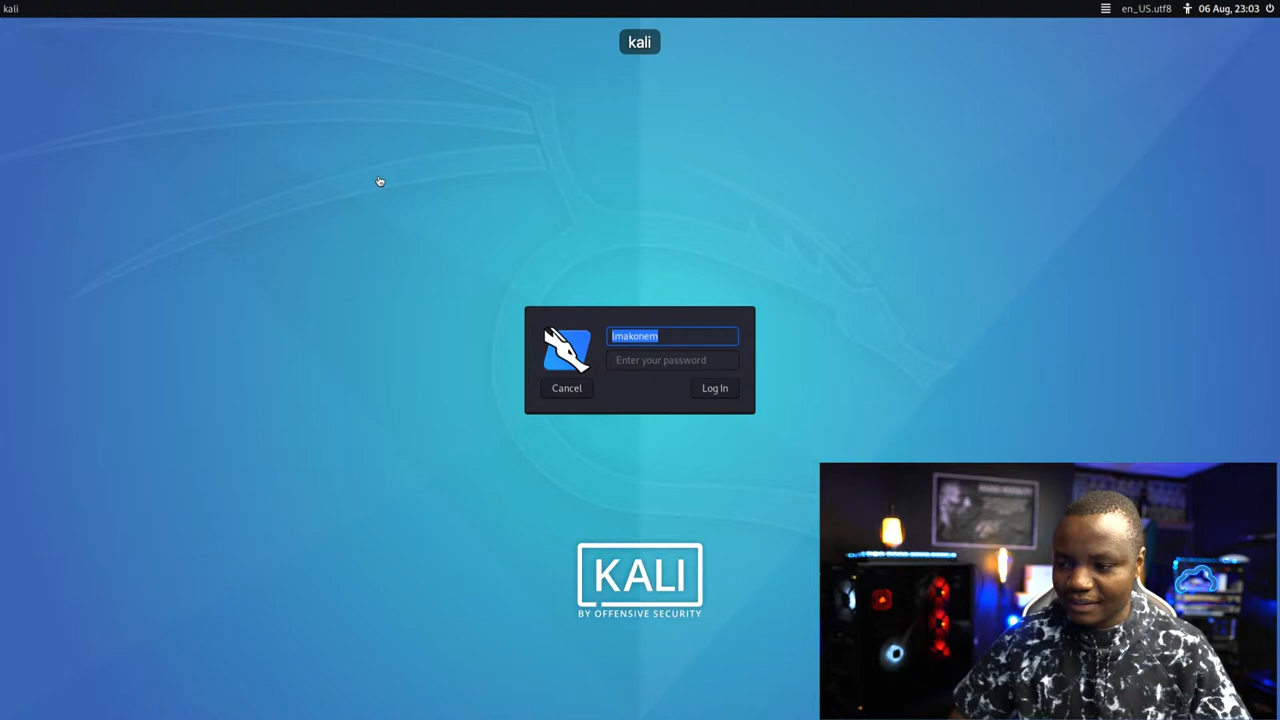 kali
en_US.utf8
06 Aug, 23:03
kali
lmakonem
Enter your password
Cancel
Log In
KALI
BY OFFENSIVE SECURITY